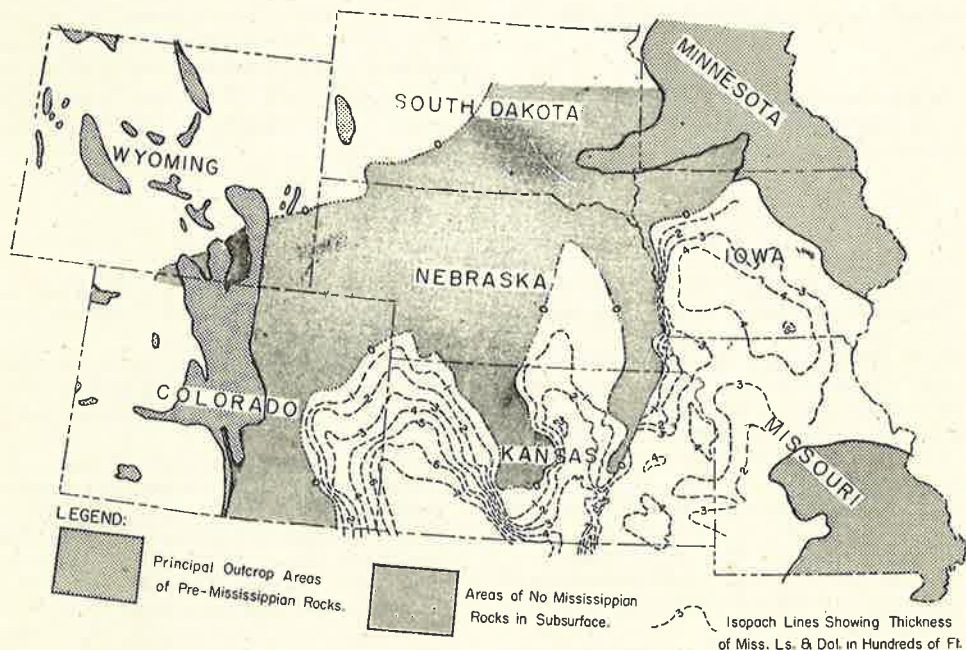 MINNESOTA
SOUTH DAKOTA
WYOMING
IOWA
NEBRASKA
COLORADO
KANSAS
MISSOURI
LEGEND:
Principal Outcrop Areas
of Pre-Mississippian Rocks.
Areas of No Mississippian
Rocks in Subsurface.
3
Isopach Lines Showing Thickness
of Miss. Ls. & Dol. in Hundreds of Ft.